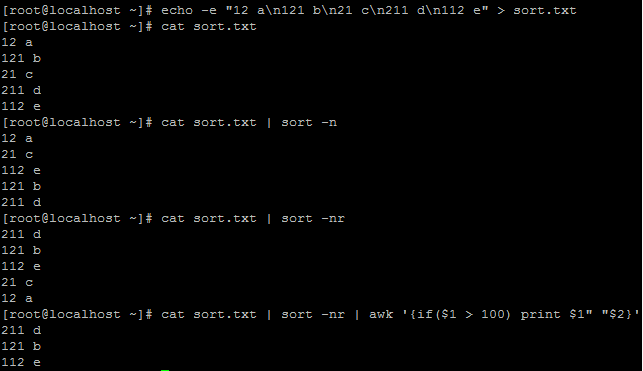 [root@localhost ~]# echo -e "12 a\n121 b\n21 c\n211 d\n112 e" > sort.txt
[root@localhost ~]# cat sort.txt
12 a
121 b
21 c
211 d
112 e
[root@localhost ~]# cat sort.txt | sort -n
12 a
21 c
112 e
121 b
211 d
[root@localhost ~]# cat sort.txt | sort -nr
211 d
121 b
112 e
21 c
12 a
[root@localhost ~]# cat sort.txt | sort -nr | awk '{if($1 > 100) print $1" "$2}'
211 d
121 b
112 e